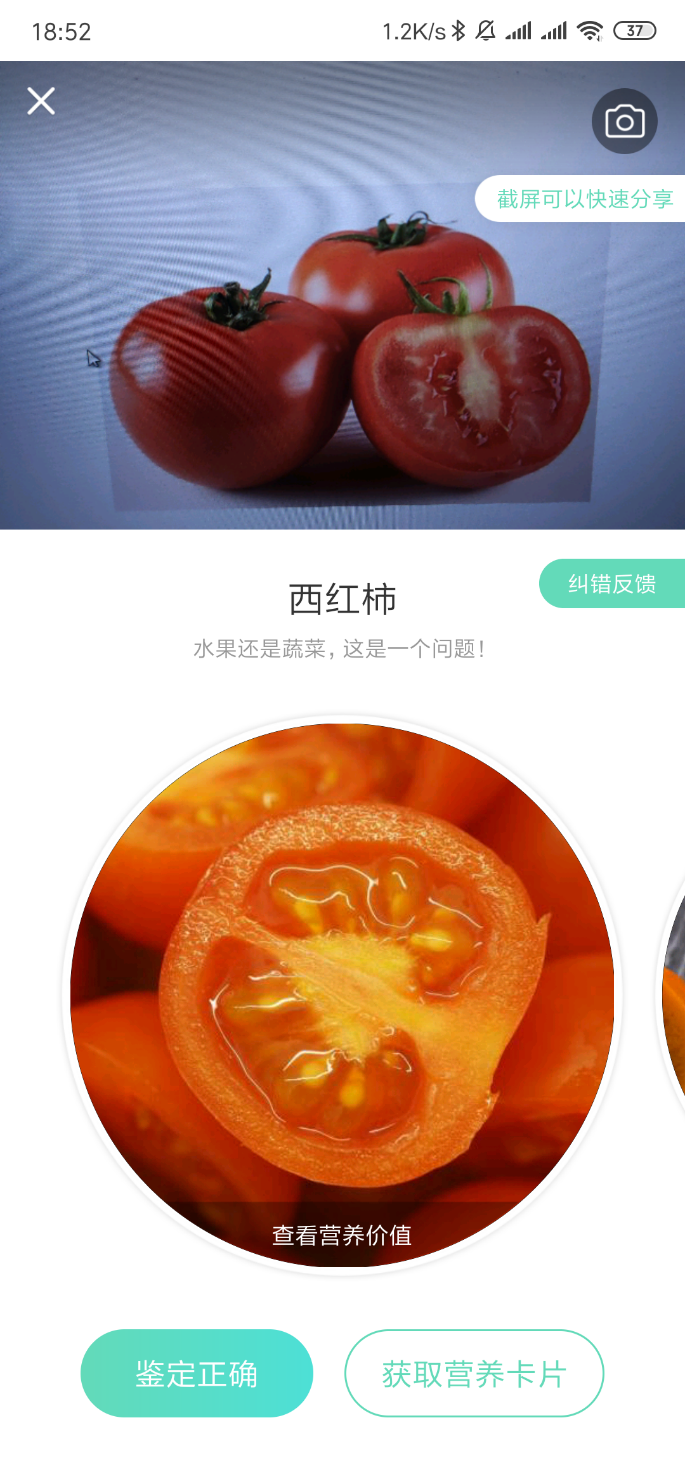 18:52
1.2K/s
37
截屏可以快速分享
西红柿
纠错反馈
水果还是蔬菜，这是一个问题！
查看营养价值
鉴定正确
获取营养卡片